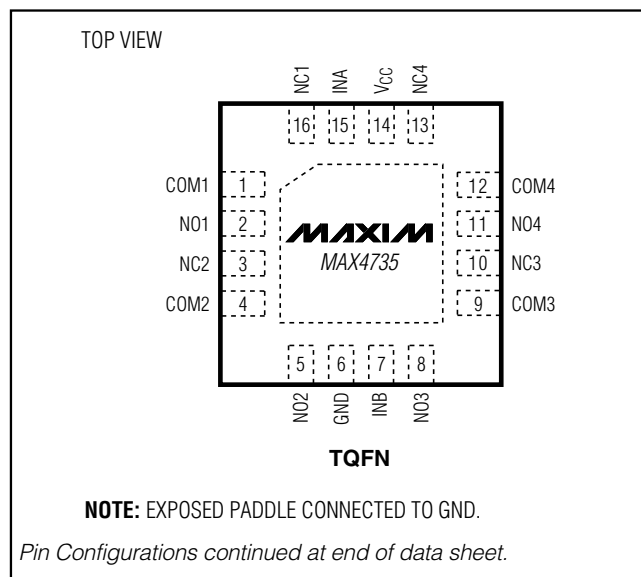 TOP VIEW
NC1 INA VCC NC4
16 15 14 13
COM1 1 12 COM4
NO1 2 11 NO4
NC2 3 10 NC3
COM2 4 9 COM3
MAXIM
MAX4735
5 6 7 8
NO2 GND INB NO3
TQFN
NOTE: EXPOSED PADDLE CONNECTED TO GND.
Pin Configurations continued at end of data sheet.